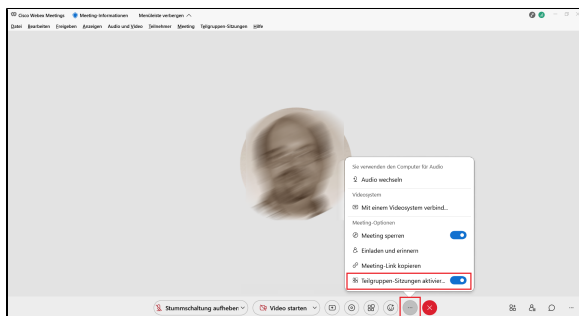 Cisco Webex Meetings Meeting-Informationen Menüleiste verbergen
Datei Bearbeiten Freigeben Anzeigen Audio und Video Teilnehmer Meeting Teilgruppen-Sitzungen Hilfe
Sie verwenden den Computer für Audio
Audio wechseln
Videosystem
Mit einem Videosystem verbind...
Meeting-Optionen
Meeting sperren
Einladen und erinnern
Meeting-Link kopieren
Teilgruppen-Sitzungen aktivier...
Stummschaltung aufheben Video starten